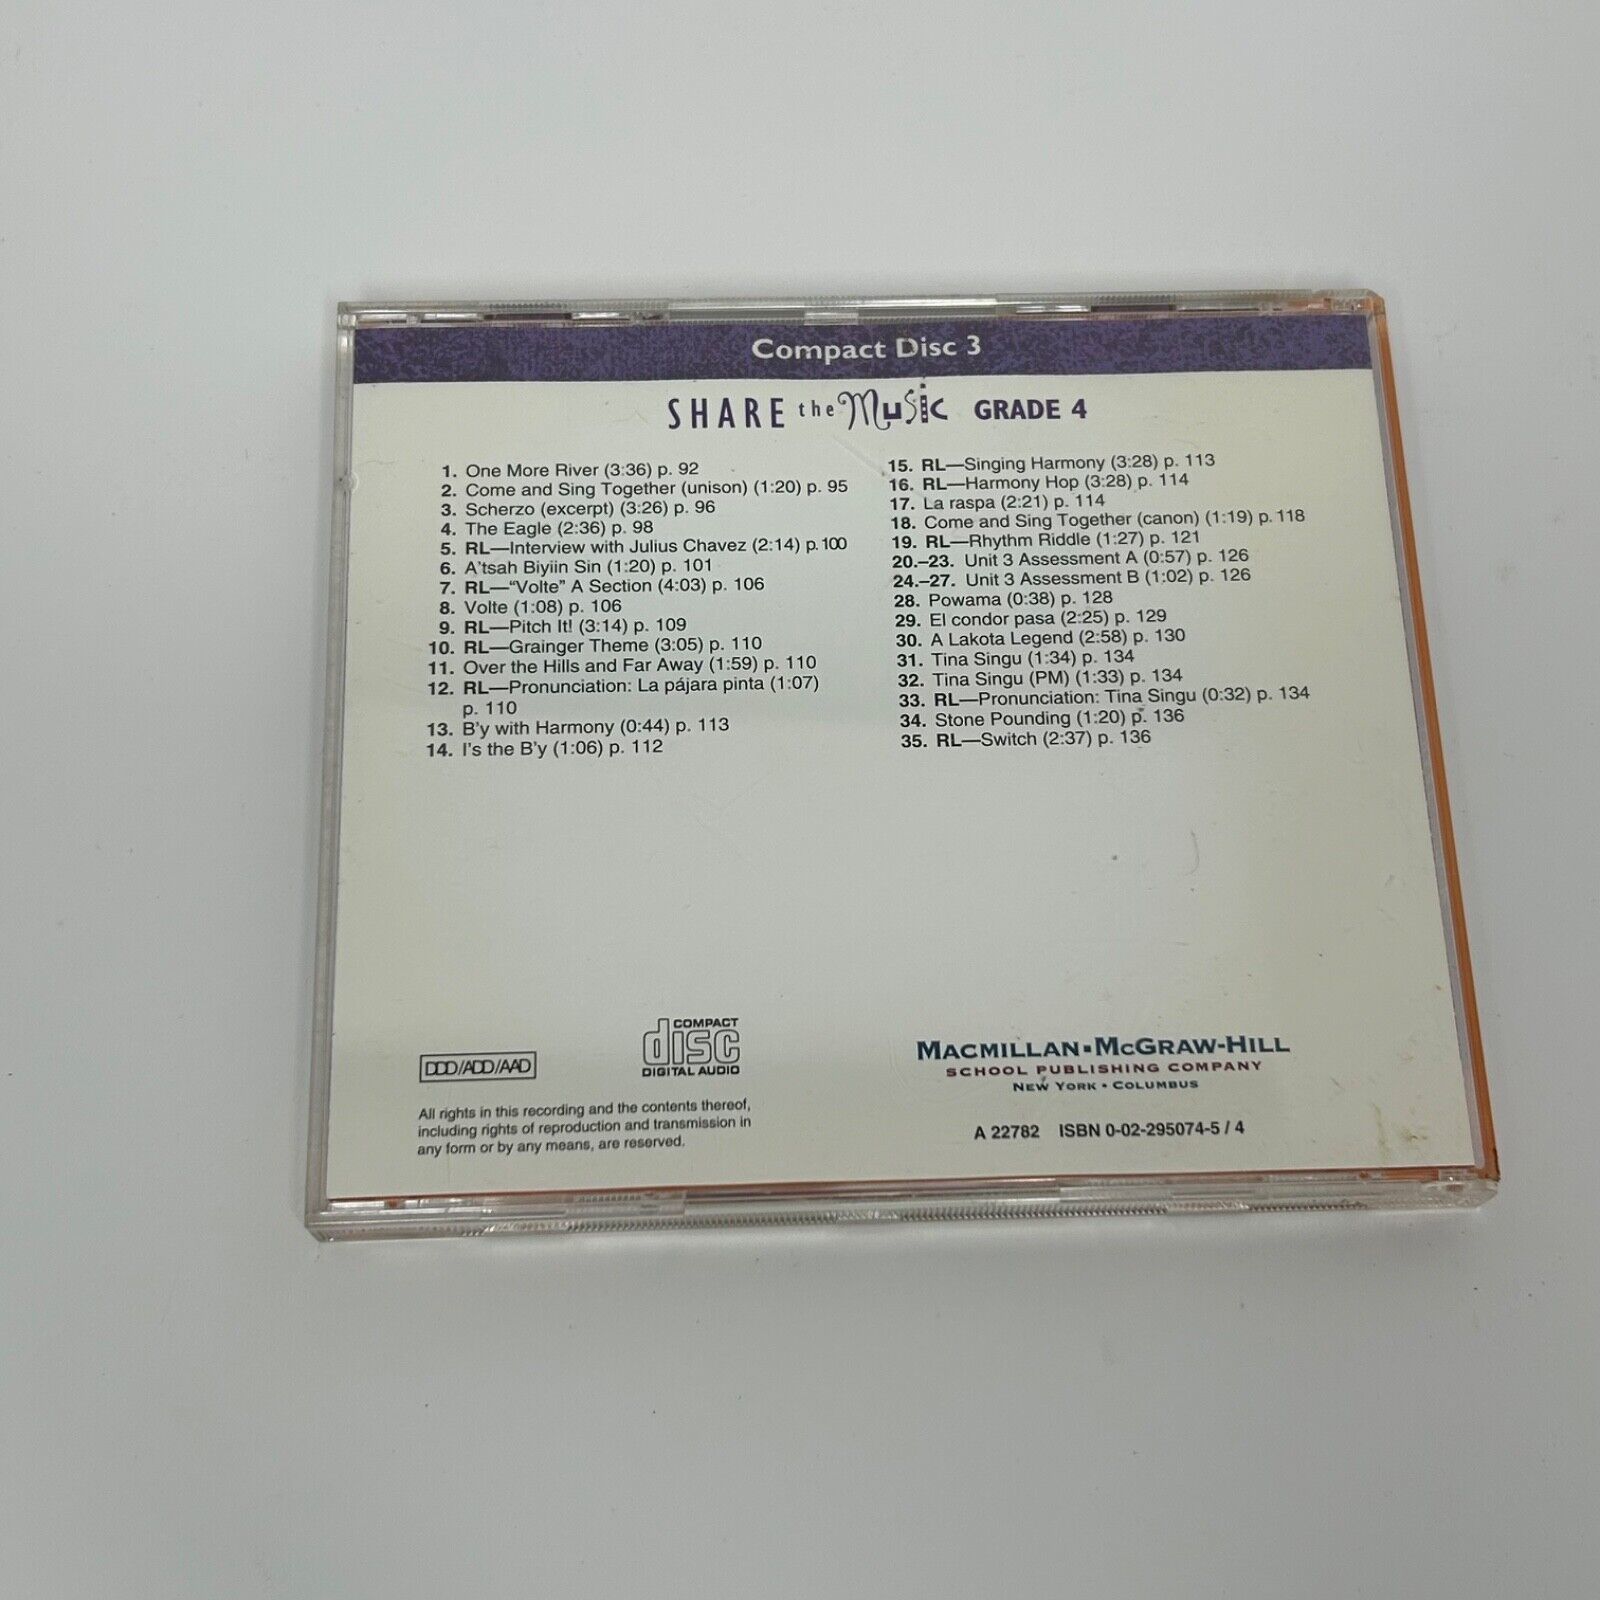 Compact Disc 3
SHARE the Music GRADE 4
1. One More River (3:36) p. 92
2. Come and Sing Together (unison) (1:20) p. 95
3. Scherzo (excerpt) (3:26) p. 96
4. The Eagle (2:36) p. 98
5. RL—Interview with Julius Chavez (2:14) p. 100
6. A'tsah Biyiin Sin (1:20) p. 101
7. RL—"Volte" A Section (4:03) p. 106
8. Volte (1:08) p. 106
9. RL—Pitch It! (3:14) p. 109
10. RL—Grainger Theme (3:05) p. 110
11. Over the Hills and Far Away (1:59) p. 110
12. RL—Pronunciation: La pájara pinta (1:07)
p. 110
13. B'y with Harmony (0:44) p. 113
14. I's the B'y (1:06) p. 112
15. RL—Singing Harmony (3:28) p. 113
16. RL—Harmony Hop (3:28) p. 114
17. La raspa (2:21) p. 114
18. Come and Sing Together (canon) (1:19) p. 118
19. RL—Rhythm Riddle (1:27) p. 121
20.–23. Unit 3 Assessment A (0:57) p. 126
24.–27. Unit 3 Assessment B (1:02) p. 126
28. Powama (0:38) p. 128
29. El condor pasa (2:25) p. 129
30. A Lakota Legend (2:58) p. 130
31. Tina Singu (1:34) p. 134
32. Tina Singu (PM) (1:33) p. 134
33. RL—Pronunciation: Tina Singu (0:32) p. 134
34. Stone Pounding (1:20) p. 136
35. RL—Switch (2:37) p. 136
DDD/ADD/AAD
COMPACT
disc
DIGITAL AUDIO
All rights in this recording and the contents thereof,
including rights of reproduction and transmission in
any form or by any means, are reserved.
MACMILLAN▪MCGRAW-HILL
SCHOOL PUBLISHING COMPANY
NEW YORK • COLUMBUS
A 22782 ISBN 0-02-295074-5 / 4